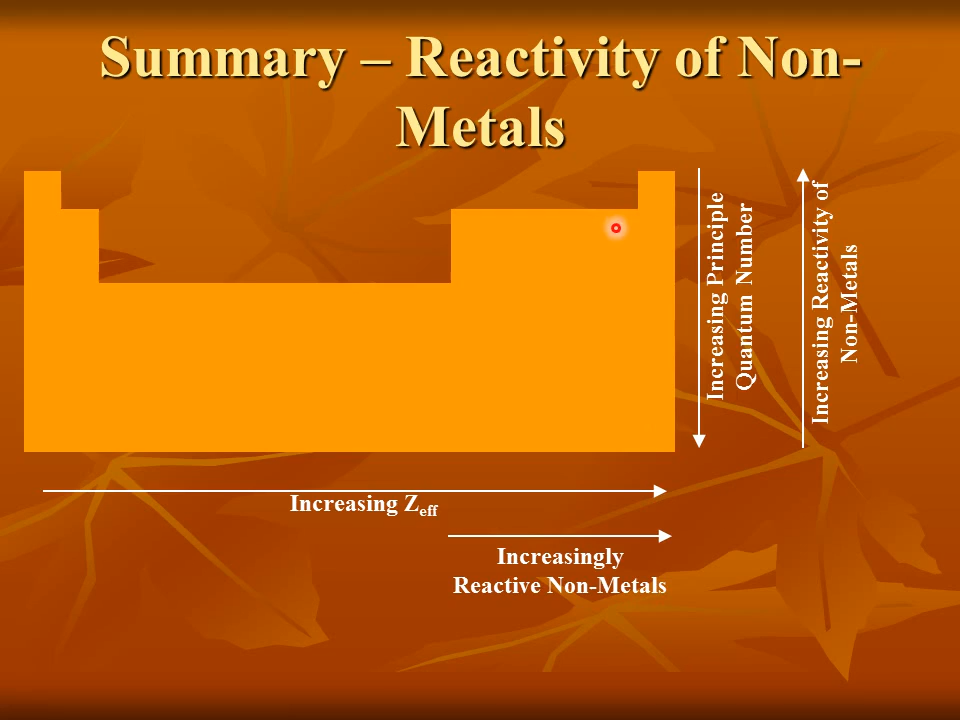 Summary – Reactivity of Non-
Metals
Increasing Principle
Quantum Number
Increasing Reactivity of
Non-Metals
Increasing Zeff
Increasingly
Reactive Non-Metals